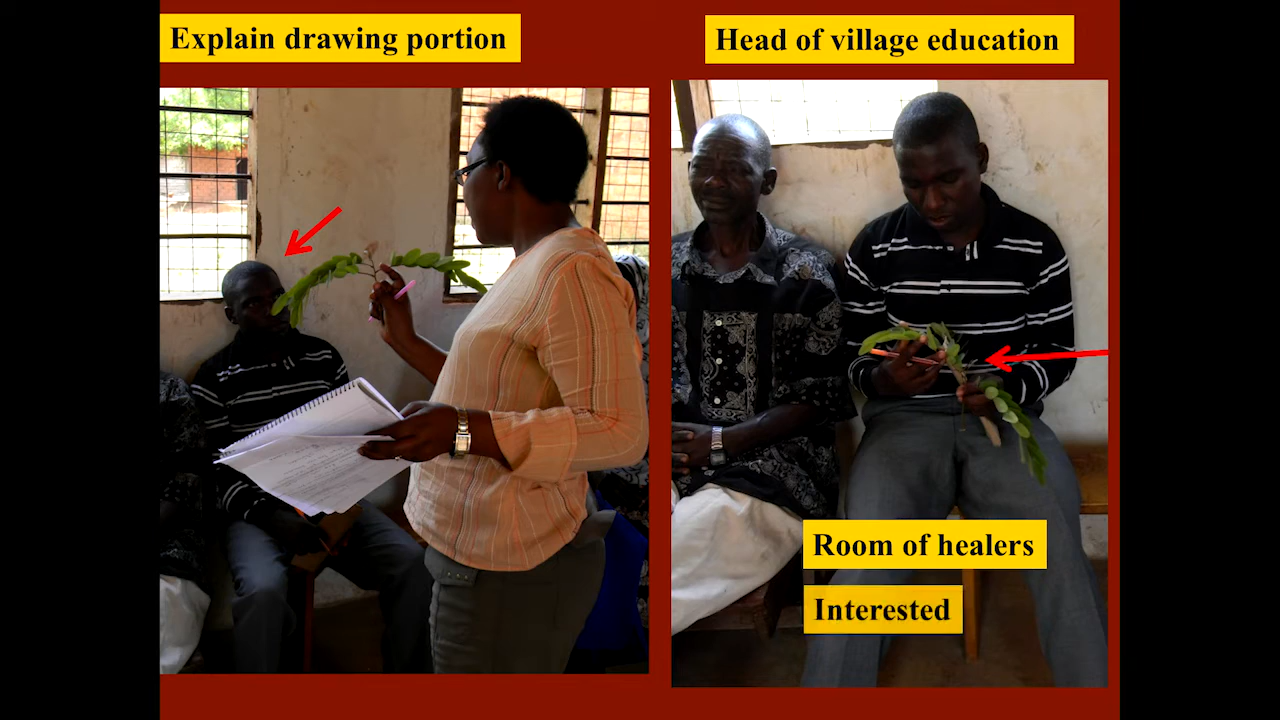 Explain drawing portion
Head of village education
Room of healers
Interested